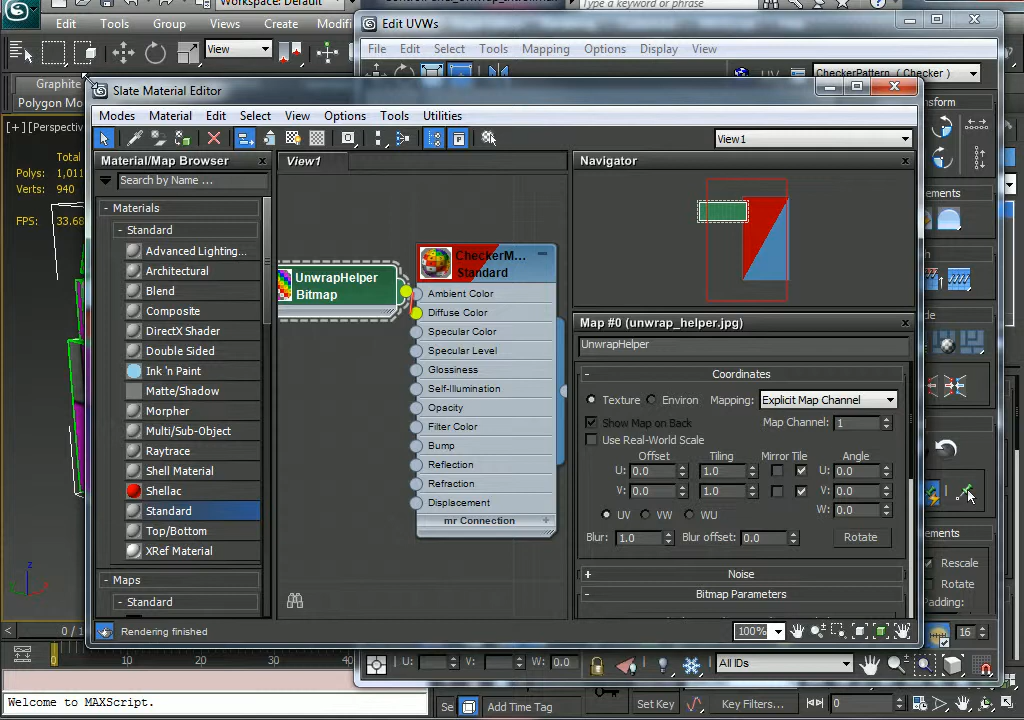 Workspace: Default
Type a keyword or phrase
Edit
Tools
Group
Views
Create
Edit UVWs
File Edit Select Tools Mapping Options Display View
View
CheckerPattern ( Checker )
Graphite
Slate Material Editor
Modes Material Edit Select View Options Tools Utilities
View1
[ + ] [Perspective
Polys: 1,011
Verts: 940
FPS: 33.68
Material/Map Browser
View1
Navigator
Search by Name ...
- Materials
- Standard
Advanced Lighting...
Architectural
Blend
Composite
DirectX Shader
Double Sided
Ink 'n Paint
Matte/Shadow
Morpher
Multi/Sub-Object
Raytrace
Shell Material
Shellac
Standard
Top/Bottom
XRef Material
- Maps
- Standard
UnwrapHelper
Bitmap
CheckerM...
Standard
Ambient Color
Diffuse Color
Specular Color
Specular Level
Glossiness
Self-Illumination
Opacity
Filter Color
Bump
Reflection
Refraction
Displacement
mr Connection +
Map #0 (unwrap_helper.jpg)
UnwrapHelper
- Coordinates
Texture Environ Mapping: Explicit Map Channel
Show Map on Back Map Channel: 1
Use Real-World Scale
Offset Tiling Mirror Tile Angle
U: 0.0 1.0 U: 0.0
V: 0.0 1.0 V: 0.0
W: 0.0
UV VW WU
Blur: 1.0 Blur offset: 0.0 Rotate
+ Noise
- Bitmap Parameters
Rescale
Rotate
Padding:
Rendering finished
100%
16
10 20 30 40
U: V: W: 0.0
All IDs
Welcome to MAXScript.
Se
Add Time Tag
Set Key
Key Filters...
0